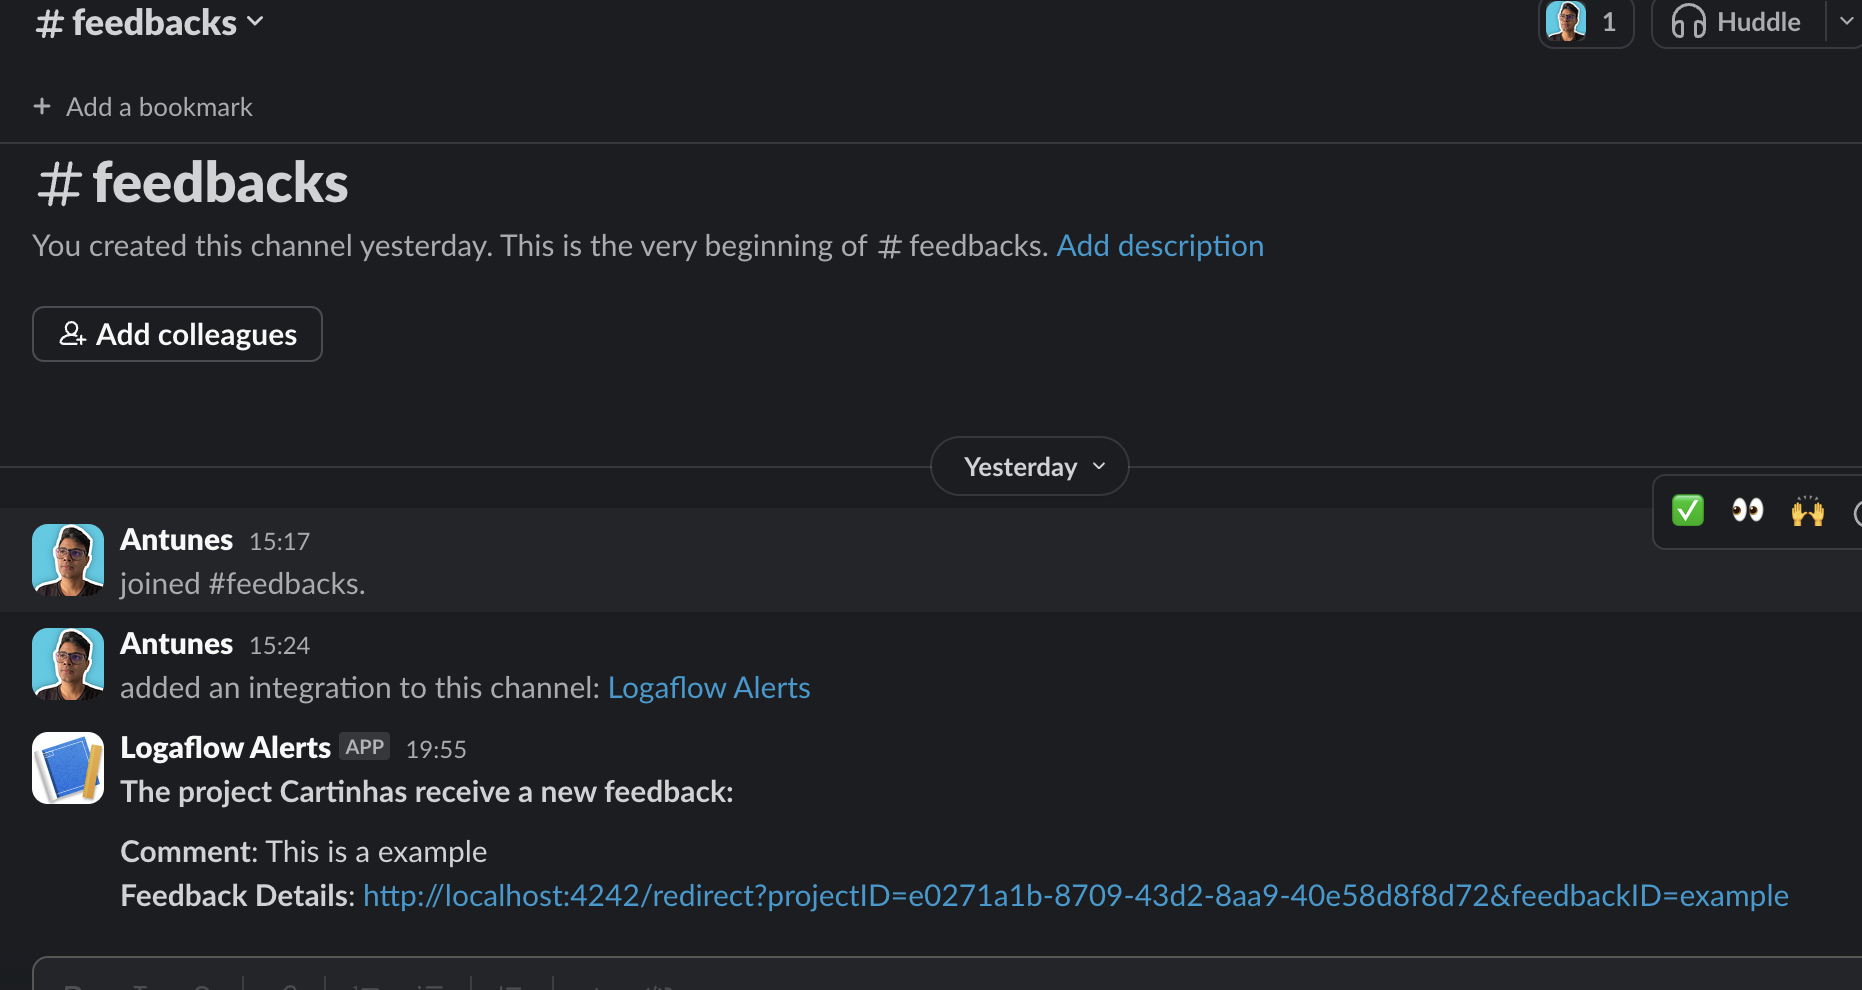 # feedbacks
1
Huddle
+ Add a bookmark
# feedbacks
You created this channel yesterday. This is the very beginning of # feedbacks. Add description
Add colleagues
Yesterday
Antunes 15:17
joined #feedbacks.
Antunes 15:24
added an integration to this channel: Logaflow Alerts
Logaflow Alerts APP 19:55
The project Cartinhas receive a new feedback:
Comment: This is a example
Feedback Details: http://localhost:4242/redirect?projectID=e0271a1b-8709-43d2-8aa9-40e58d8f8d72&feedbackID=example